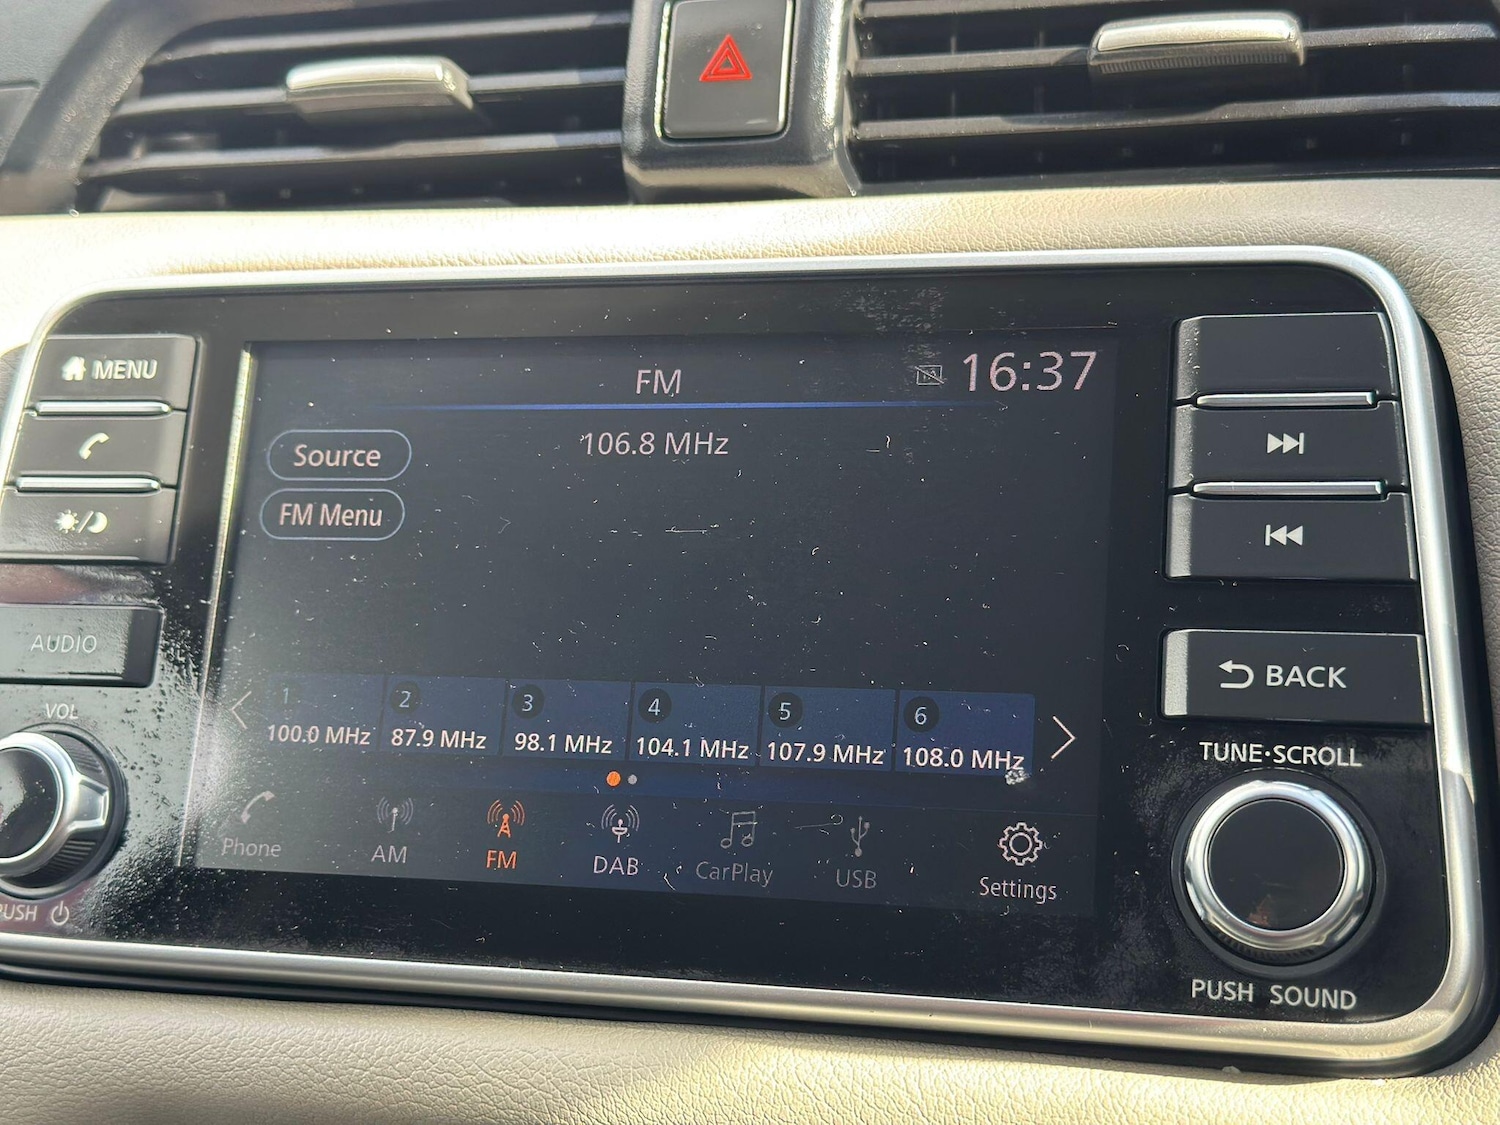 MENU
AUDIO
VOL
PUSH
FM
16:37
Source
106.8 MHz
FM Menu
1
100.0 MHz
2
87.9 MHz
3
98.1 MHz
4
104.1 MHz
5
107.9 MHz
6
108.0 MHz
Phone
AM
FM
DAB
CarPlay
USB
Settings
BACK
TUNE·SCROLL
PUSH SOUND